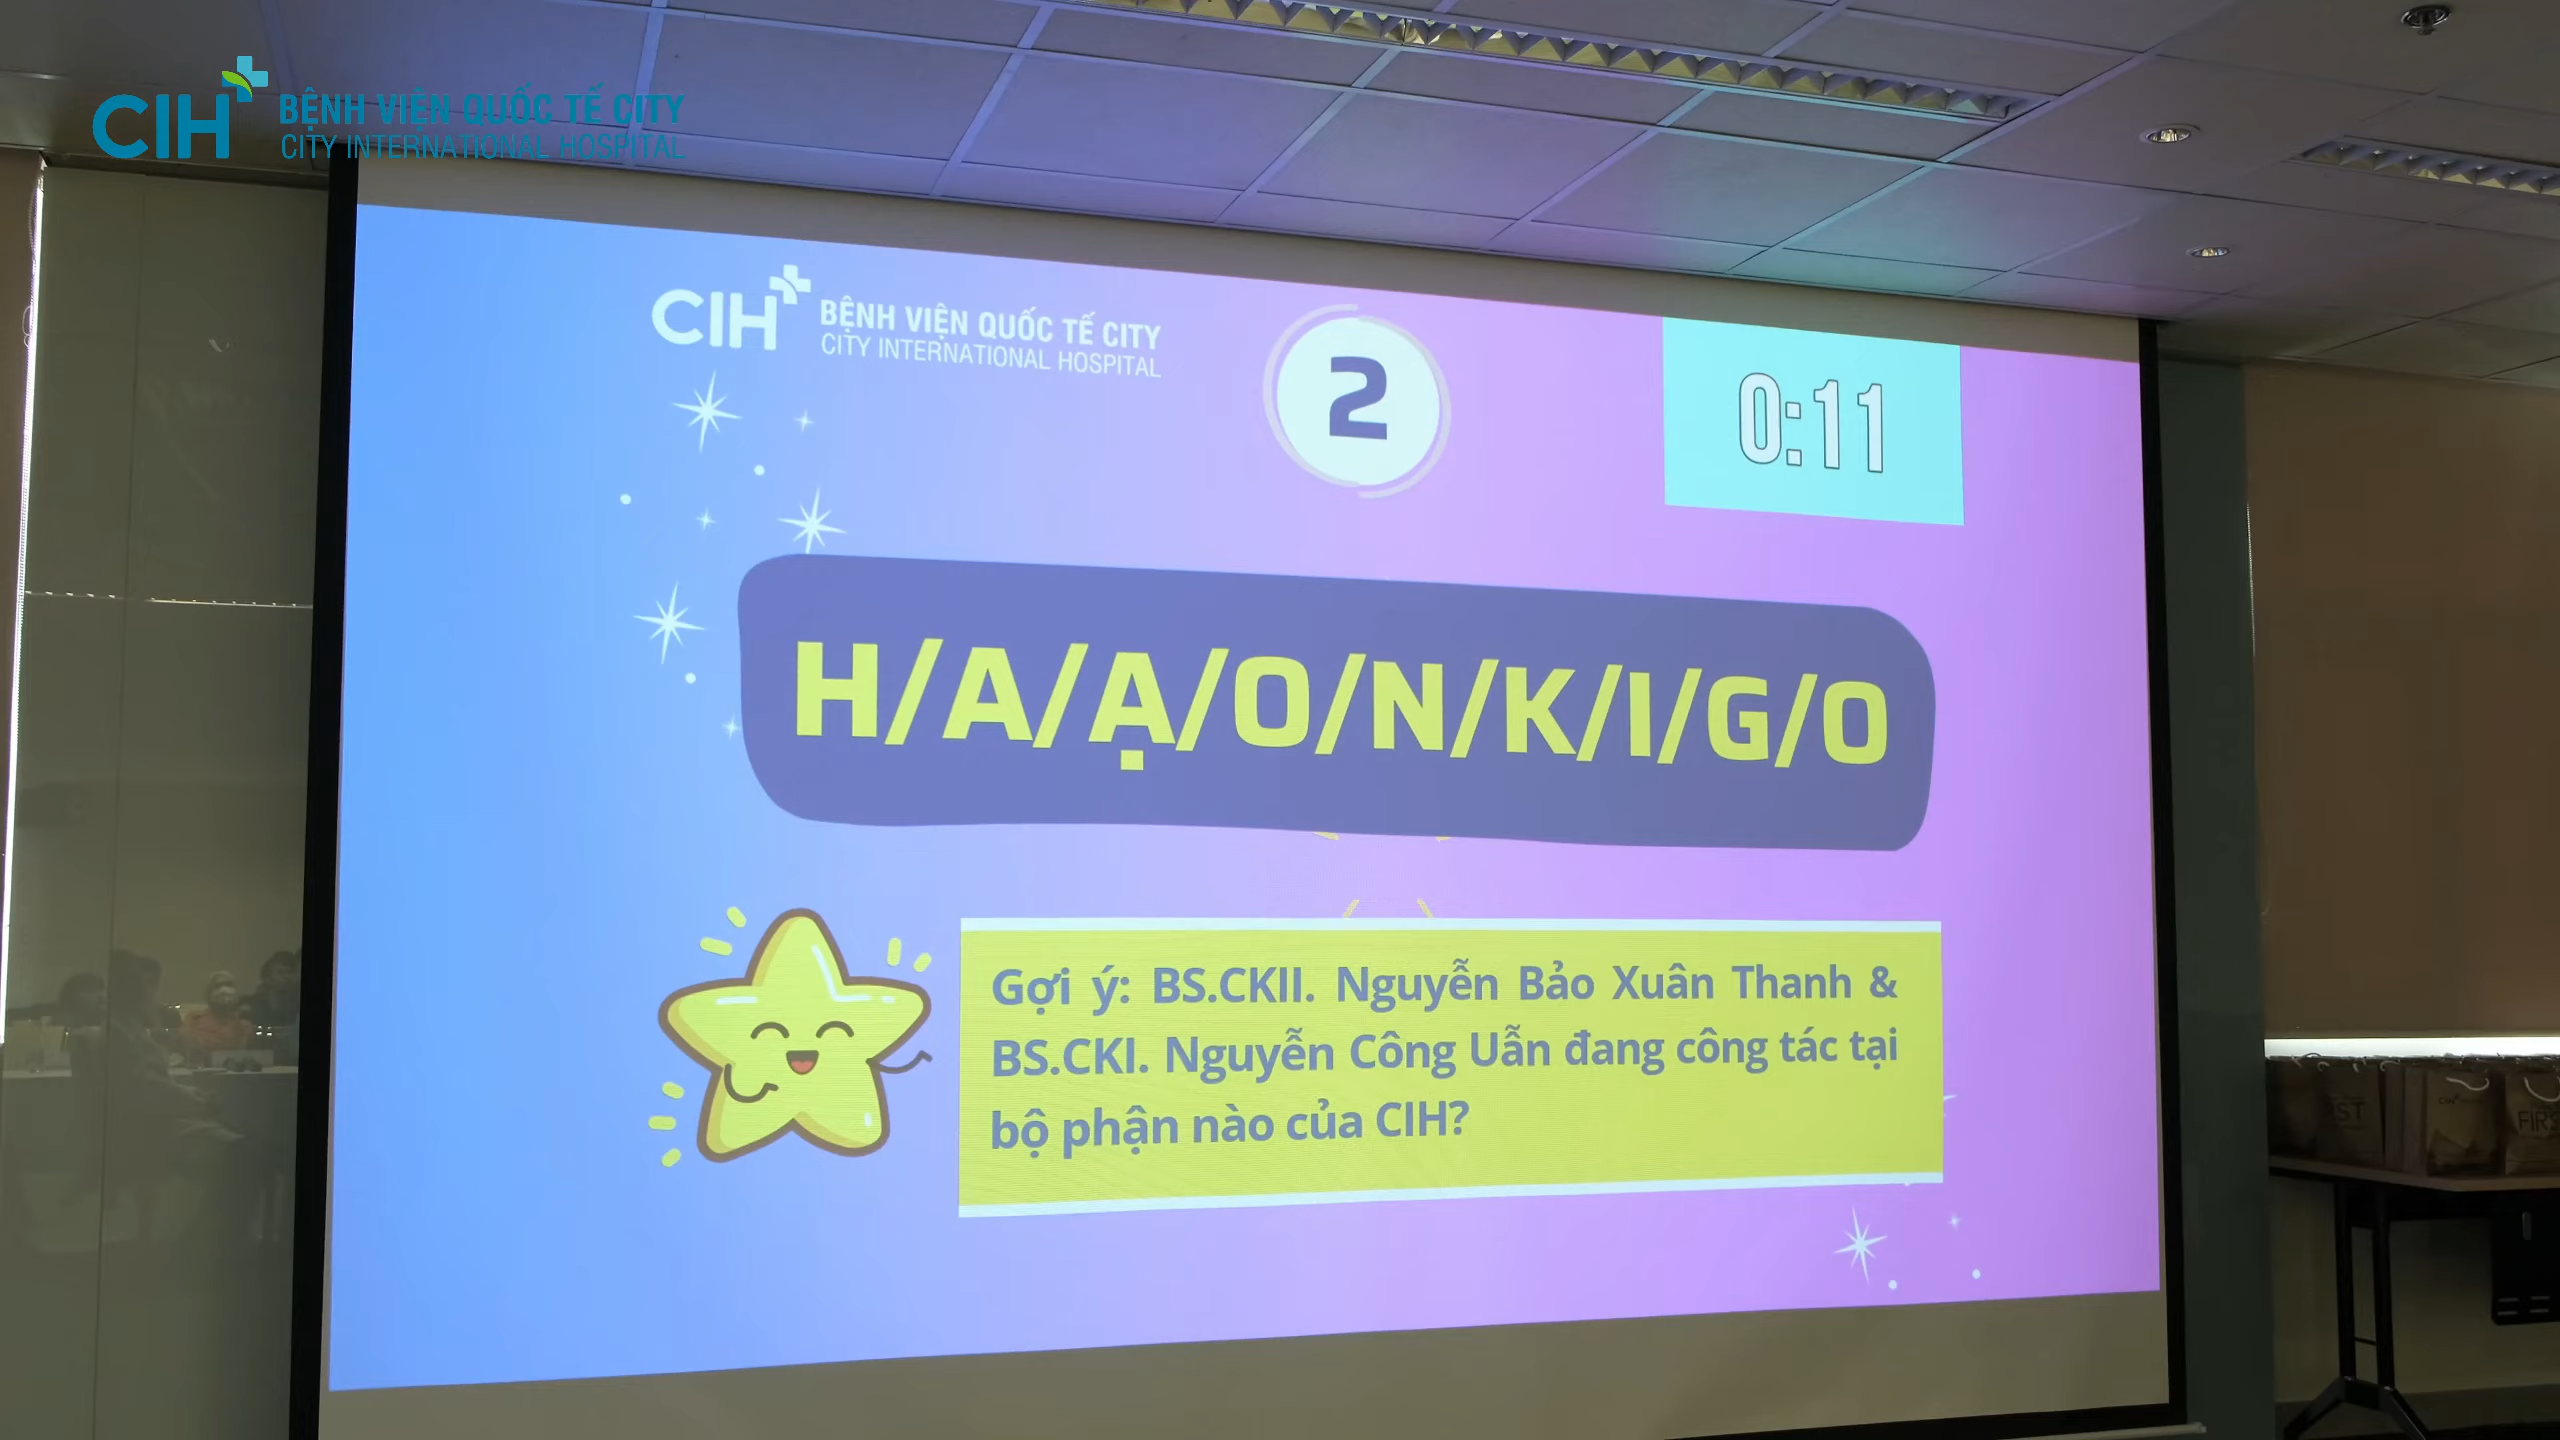 CIH
BỆNH VIỆN QUỐC TẾ CITY
CITY INTERNATIONAL HOSPITAL
CIH
BỆNH VIỆN QUỐC TẾ CITY
CITY INTERNATIONAL HOSPITAL
2
0:11
H/A/Ạ/O/N/K/I/G/O
Gợi ý: BS.CKII. Nguyễn Bảo Xuân Thanh &
BS.CKI. Nguyễn Công Uẩn đang công tác tại
bộ phận nào của CIH?